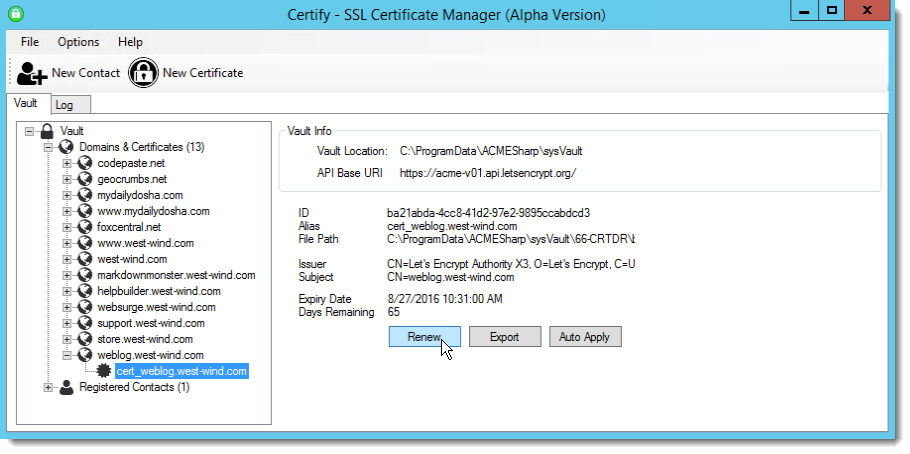 Certify - SSL Certificate Manager (Alpha Version)
File Options Help
New Contact New Certificate
Vault Log
Vault
Domains & Certificates (13)
codepaste.net
geocrumbs.net
mydailydosha.com
www.mydailydosha.com
foxcentral.net
www.west-wind.com
west-wind.com
markdownmonster.west-wind.com
helpbuilder.west-wind.com
websurge.west-wind.com
support.west-wind.com
store.west-wind.com
weblog.west-wind.com
cert_weblog.west-wind.com
Registered Contacts (1)
Vault Info
Vault Location: C:\ProgramData\ACMESharp\sysVault
API Base URI https://acme-v01.api.letsencrypt.org/
ID ba21abda-4cc8-41d2-97e2-9895ccabdcd3
Alias cert_weblog.west-wind.com
File Path C:\ProgramData\ACMESharp\sysVault\66-CRTDR\
Issuer CN=Let's Encrypt Authority X3, O=Let's Encrypt, C=U
Subject CN=weblog.west-wind.com
Expiry Date 8/27/2016 10:31:00 AM
Days Remaining 65
Renew Export Auto Apply